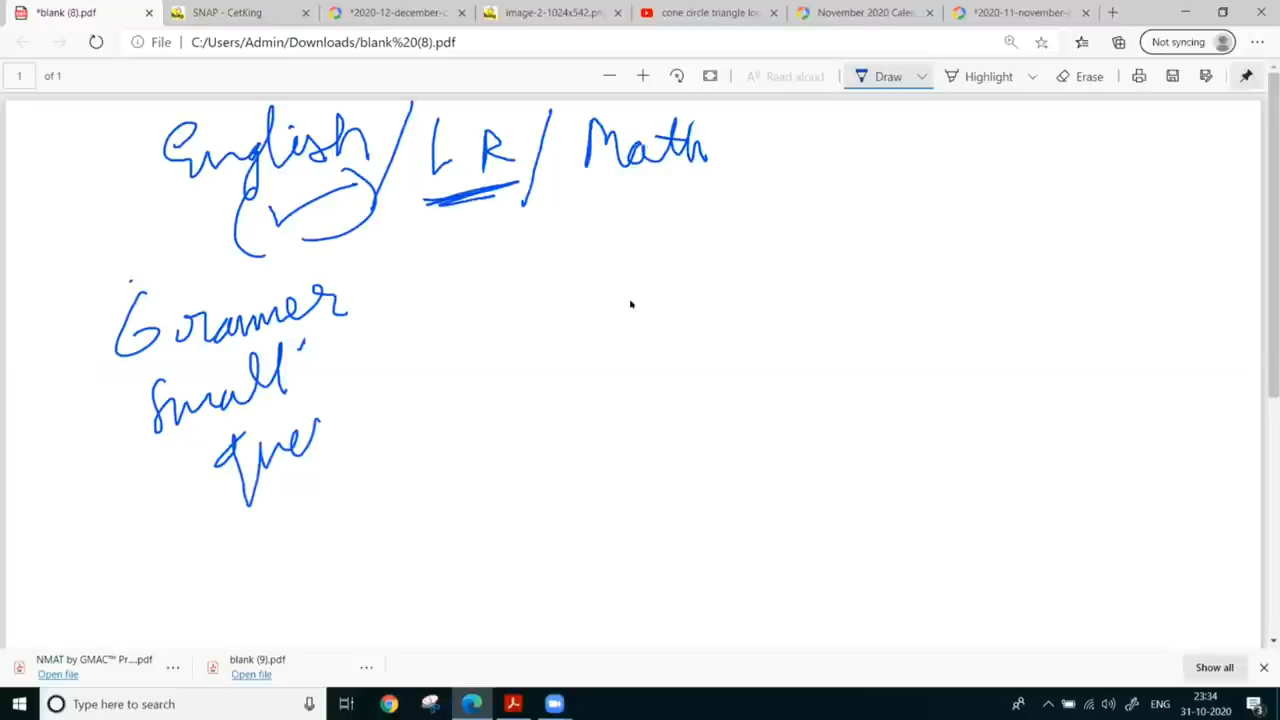 *blank (8).pdf SNAP - CetKing *2020-12-december-c image-2-1024x542.pn cone circle triangle lo November 2020 Cale *2020-11-november-
File C:/Users/Admin/Downloads/blank%20(8).pdf Not syncing
1 of 1 Read aloud Draw Highlight Erase
English / LR / Math
Grammer
Small
Que
NMAT by GMAC™ Pr....pdf blank (9).pdf
Open file Open file Show all
Type here to search ENG 23:34
31-10-2020 3